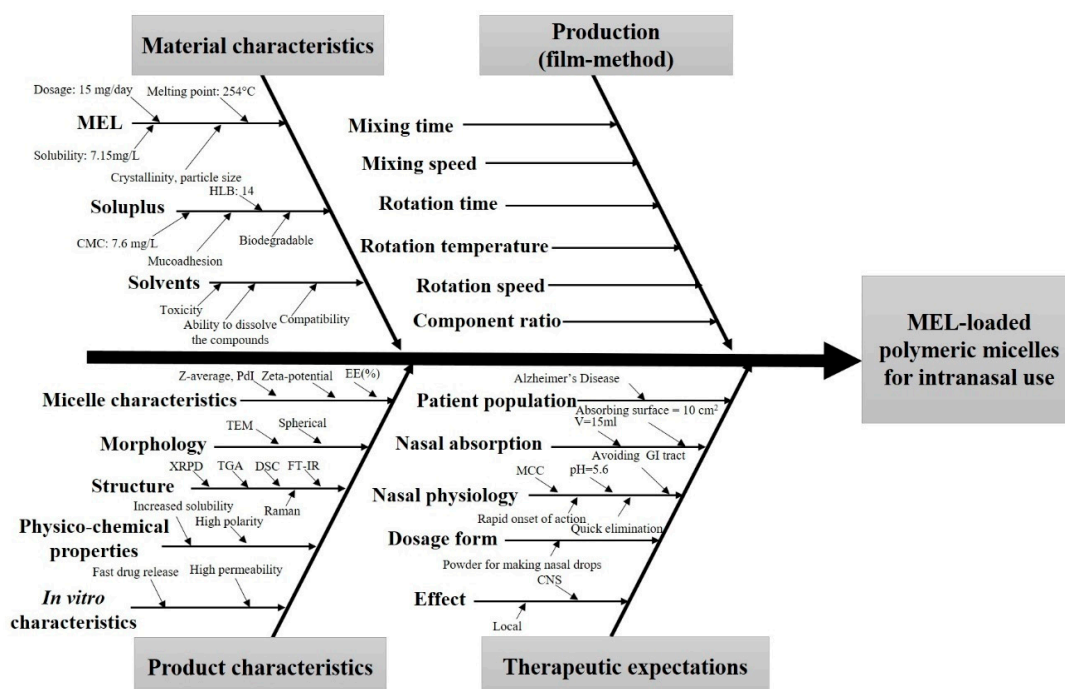 Material characteristics
Production
(film-method)
Dosage: 15 mg/day
Melting point: 254°C
MEL
Solubility: 7.15mg/L
Crystallinity, particle size
HLB: 14
Soluplus
CMC: 7.6 mg/L
Mucoadhesion
Biodegradable
Solvents
Toxicity
Ability to dissolve
the compounds
Compatibility
Mixing time
Mixing speed
Rotation time
Rotation temperature
Rotation speed
Component ratio
MEL-loaded
polymeric micelles
for intranasal use
Z-average, PdI
Zeta-potential
EE(%)
Micelle characteristics
TEM
Spherical
Morphology
XRPD
TGA
DSC
FT-IR
Structure
Raman
Increased solubility
High polarity
Physico-chemical
properties
Fast drug release
High permeability
In vitro
characteristics
Product characteristics
Alzheimer's Disease
Patient population
Absorbing surface = 10 cm²
V=15ml
Nasal absorption
Avoiding GI tract
MCC
pH=5.6
Nasal physiology
Rapid onset of action
Quick elimination
Dosage form
Powder for making nasal drops
CNS
Effect
Local
Therapeutic expectations